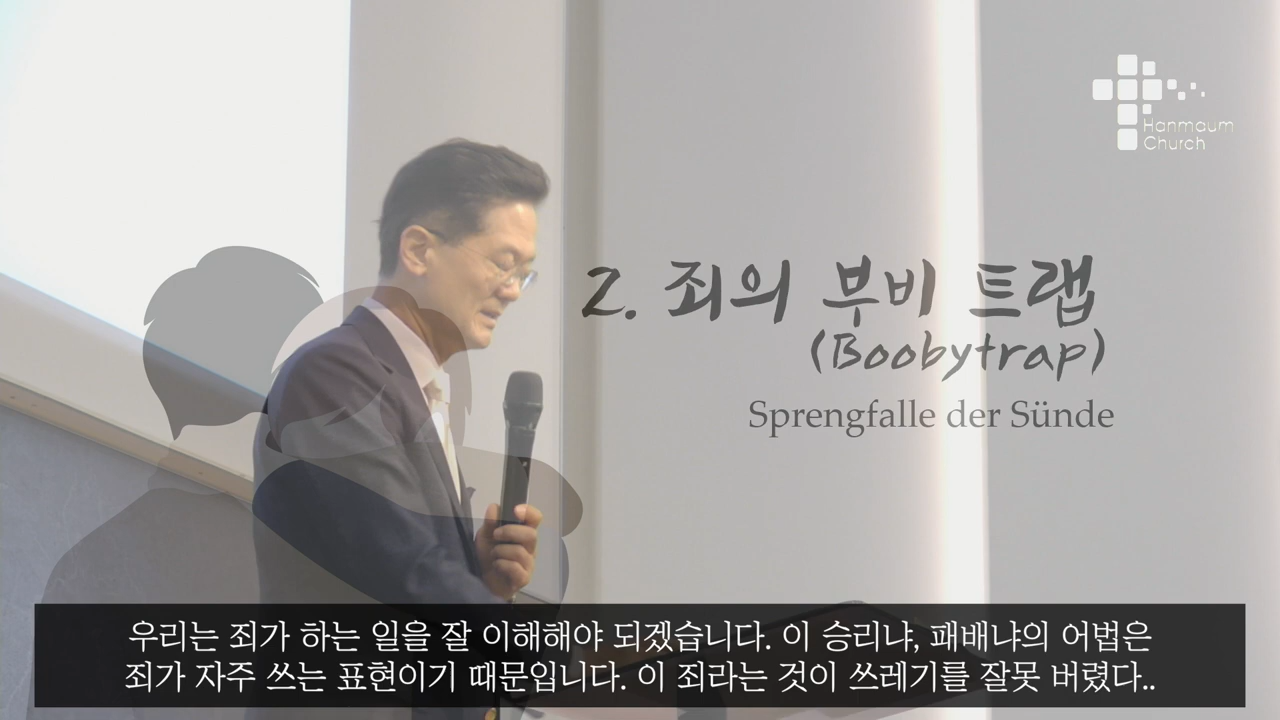 Hanmaum
Church
2. 죄의 부비 트랩
(Boobytrap)
Sprengfalle der Sünde
우리는 죄가 하는 일을 잘 이해해야 되겠습니다. 이 승리냐, 패배냐의 어법은
죄가 자주 쓰는 표현이기 때문입니다. 이 죄라는 것이 쓰레기를 잘못 버렸다..